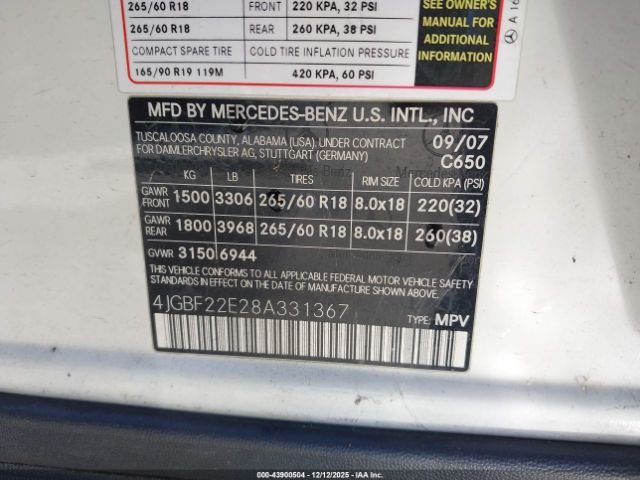 265/60 R18 FRONT 220 KPA, 32 PSI
265/60 R18 REAR 260 KPA, 38 PSI
COMPACT SPARE TIRE COLD TIRE INFLATION PRESSURE
165/90 R19 119M 420 KPA, 60 PSI
SEE OWNER'S
MANUAL FOR
ADDITIONAL
INFORMATION
A 16
MFD BY MERCEDES-BENZ U.S. INTL., INC
TUSCALOOSA COUNTY, ALABAMA (USA) UNDER CONTRACT
FOR DAIMLERCHRYSLER AG, STUTTGART (GERMANY)
09/07
C650
KG LB TIRES RIM SIZE COLD KPA (PSI)
GAWR FRONT 1500 3306 265/60 R18 8.0x18 220(32)
GAWR REAR 1800 3968 265/60 R18 8.0x18 260(38)
GVWR 3150 6944
THIS VEHICLE CONFORMS TO ALL APPLICABLE FEDERAL MOTOR VEHICLE SAFETY
STANDARDS IN EFFECT ON THE DATE OF MANUFACTURE SHOWN ABOVE.
4JGBF22E28A331367
TYPE: MPV
000-43900504 - 12/12/2025 - IAAI.COM